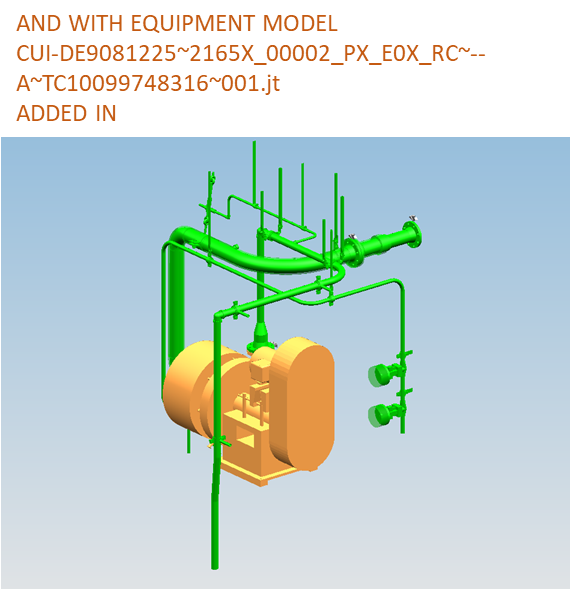 AND WITH EQUIPMENT MODEL
CUI-DE9081225~2165X_00002_PX_E0X_RC~--
A~TC10099748316~001.jt
ADDED IN